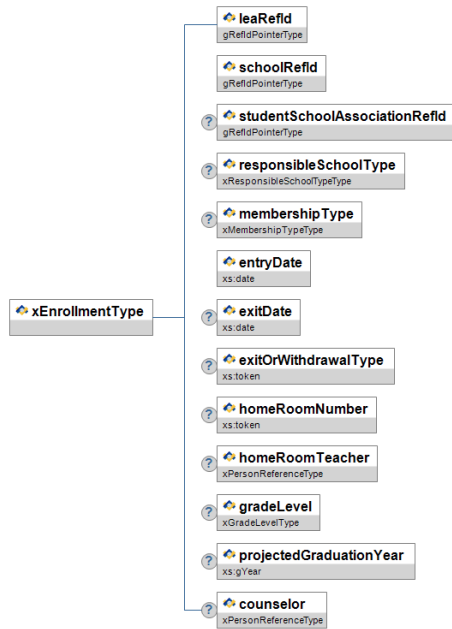 leaRefId
gRefIdPointerType
schoolRefId
gRefIdPointerType
? studentSchoolAssociationRefId
gRefIdPointerType
? responsibleSchoolType
xResponsibleSchoolTypeType
? membershipType
xMembershipTypeType
entryDate
xs:date
xEnrollmentType
? exitDate
xs:date
? exitOrWithdrawalType
xs:token
? homeRoomNumber
xs:token
? homeRoomTeacher
xPersonReferenceType
? gradeLevel
xGradeLevelType
? projectedGraduationYear
xs:gYear
? counselor
xPersonReferenceType